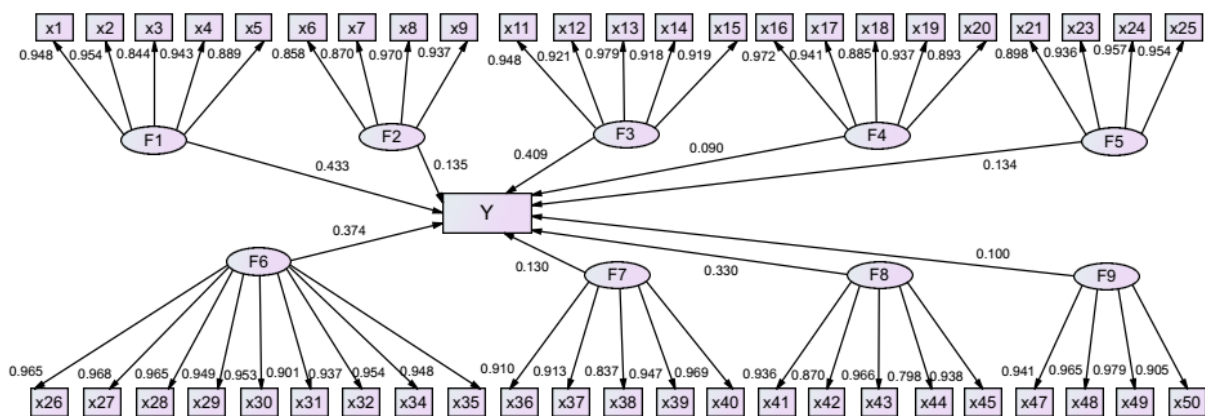 x1 x2 x3 x4 x5 x6 x7 x8 x9 x11 x12 x13 x14 x15 x16 x17 x18 x19 x20 x21 x23 x24 x25
0.948 0.954 0.844 0.943 0.889 0.858 0.870 0.970 0.937 0.948 0.921 0.979 0.918 0.919 0.972 0.941 0.885 0.937 0.893 0.898 0.936 0.957 0.954
F1 F2 F3 F4 F5
0.433 0.135 0.409 0.090 0.134
Y
0.374 0.130 0.330 0.100
F6 F7 F8 F9
0.965 0.968 0.965 0.949 0.953 0.901 0.937 0.954 0.948 0.910 0.913 0.837 0.947 0.969 0.936 0.870 0.966 0.798 0.938 0.941 0.965 0.979 0.905
x26 x27 x28 x29 x30 x31 x32 x34 x35 x36 x37 x38 x39 x40 x41 x42 x43 x44 x45 x47 x48 x49 x50